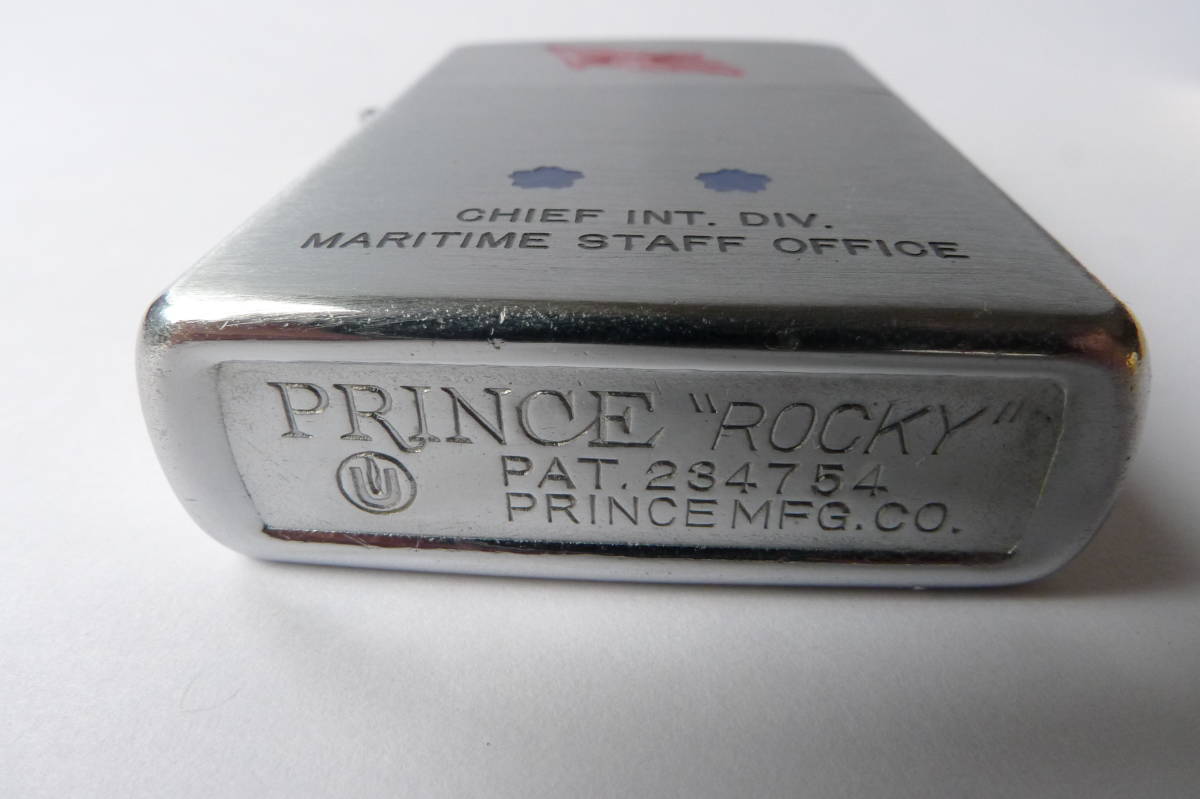 CHIEF INT. DIV.
MARITIME STAFF OFFICE
PRINCE "ROCKY"
U PAT. 234754
PRINCE MFG. CO.